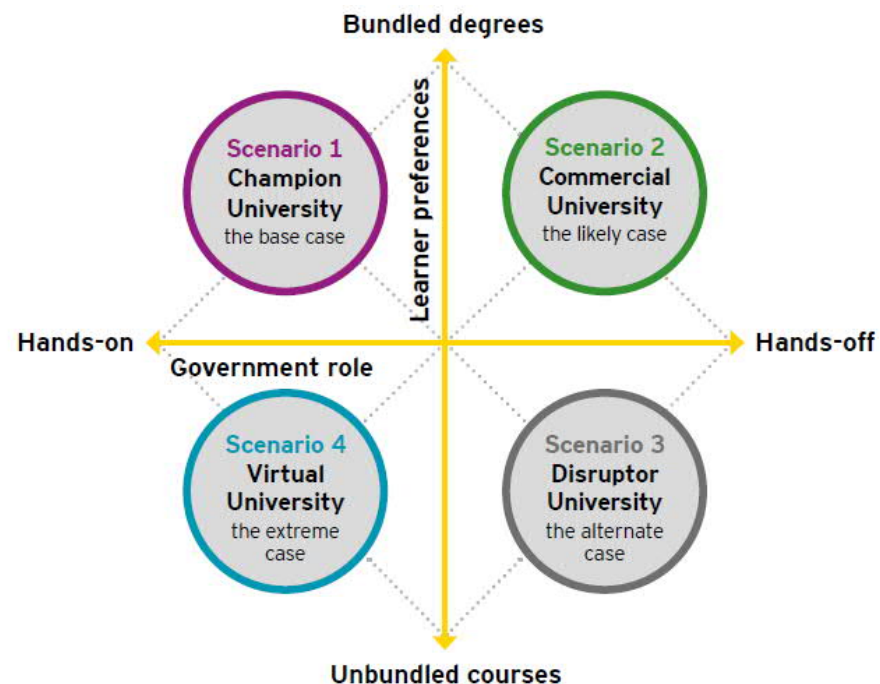 Bundled degrees
Learner preferences
Scenario 1
Champion
University
the base case
Scenario 2
Commercial
University
the likely case
Hands-on
Hands-off
Government role
Scenario 4
Virtual
University
the extreme
case
Scenario 3
Disruptor
University
the alternate
case
Unbundled courses